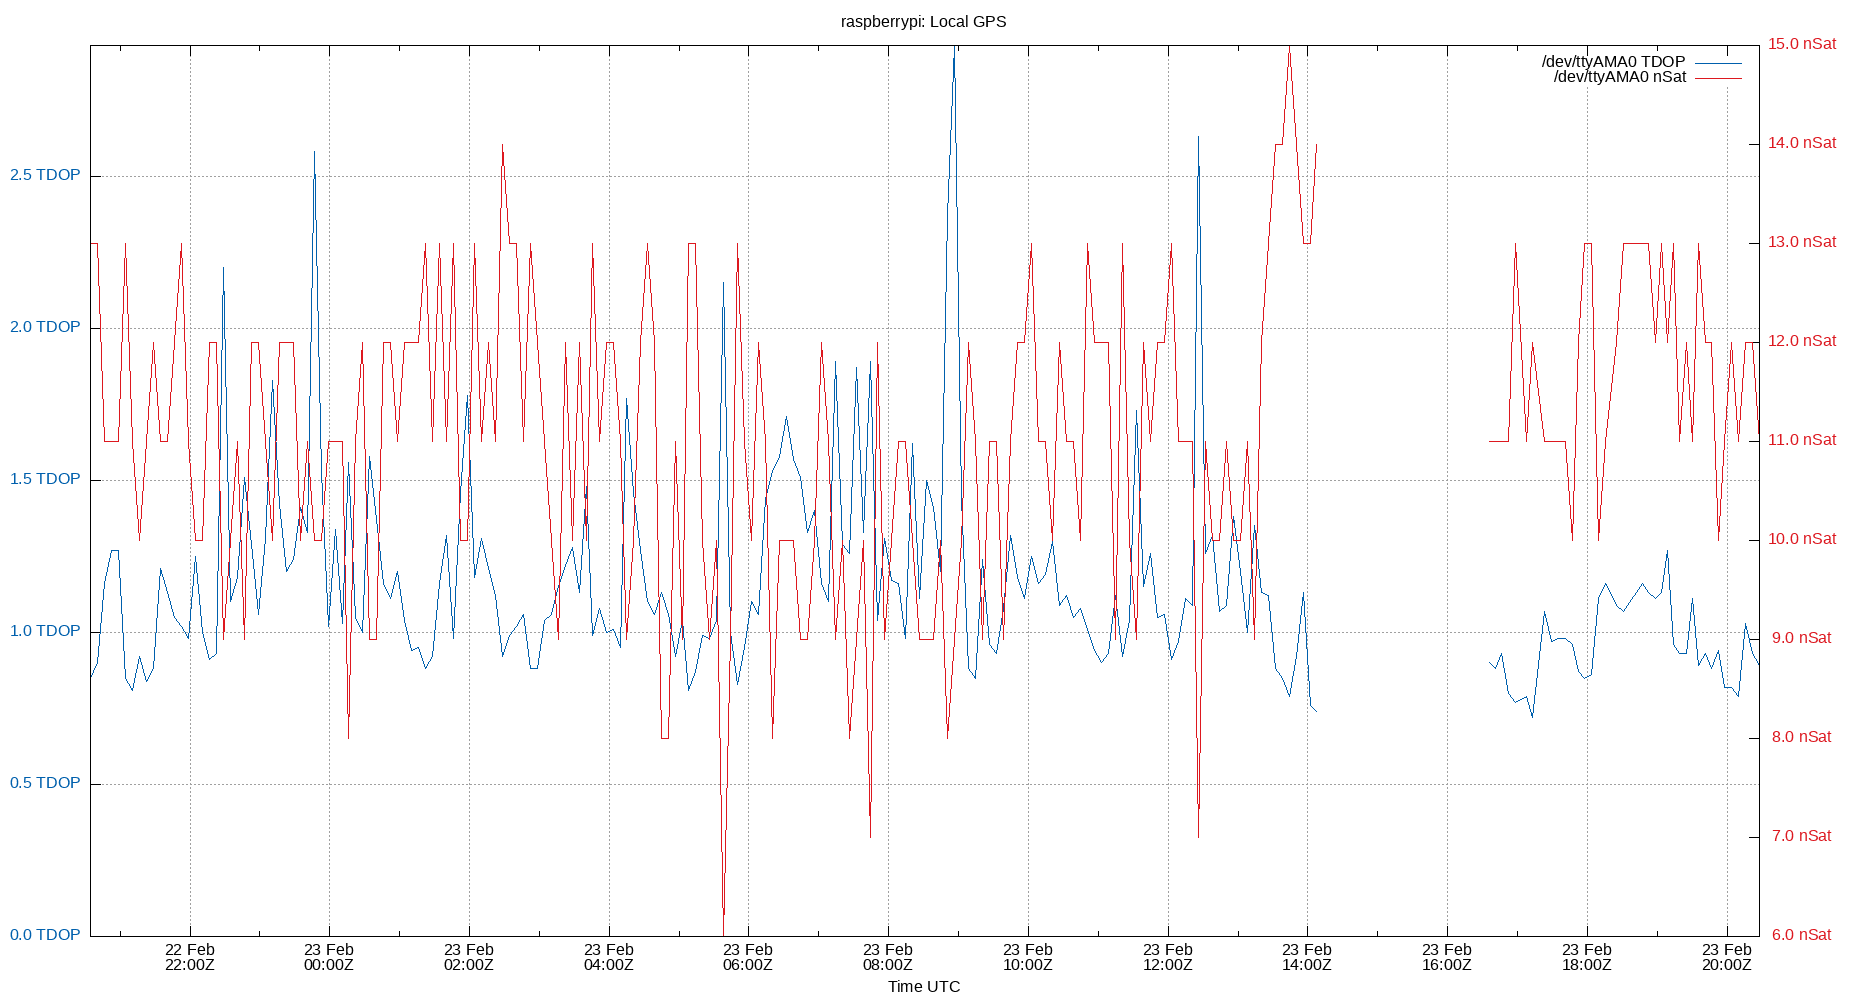 raspberrypi: Local GPS
/dev/ttyAMA0 TDOP
/dev/ttyAMA0 nSat
2.5 TDOP
2.0 TDOP
1.5 TDOP
1.0 TDOP
0.5 TDOP
0.0 TDOP
15.0 nSat
14.0 nSat
13.0 nSat
12.0 nSat
11.0 nSat
10.0 nSat
9.0 nSat
8.0 nSat
7.0 nSat
6.0 nSat
22 Feb 23 Feb 23 Feb 23 Feb 23 Feb 23 Feb 23 Feb 23 Feb 23 Feb 23 Feb 23 Feb 23 Feb
22:00Z 00:00Z 02:00Z 04:00Z 06:00Z 08:00Z 10:00Z 12:00Z 14:00Z 16:00Z 18:00Z 20:00Z
Time UTC